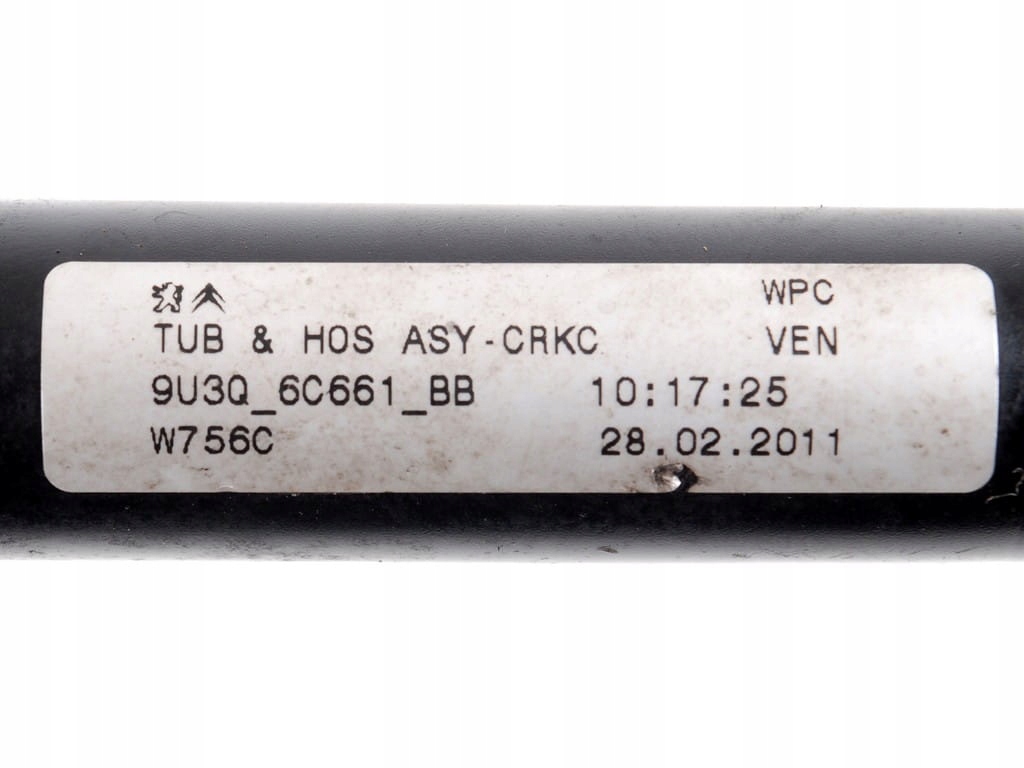 WPC
TUB & HOS ASY-CRKC VEN
9U3Q_6C661_BB 10:17:25
W756C 28.02.2011